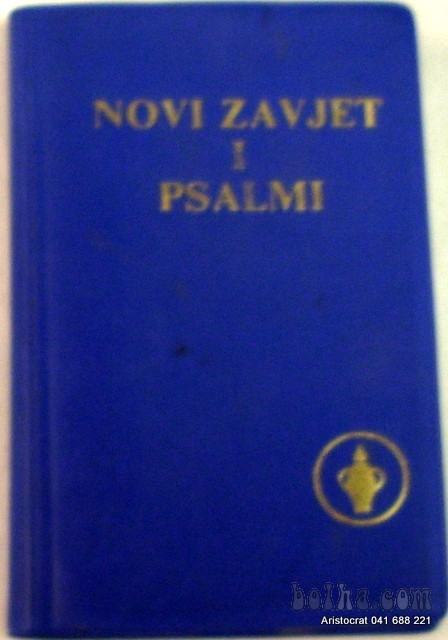 NOVI ZAVJET
I
PSALMI
bolha.com
Aristocrat 041 688 221